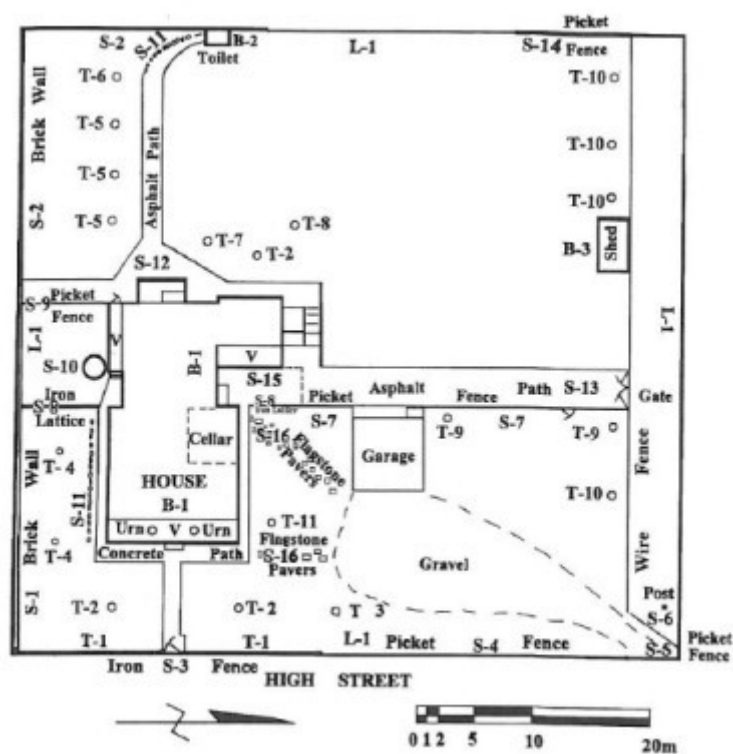 Picket
Fence
S-2
S-11
B-2
Toilet
L-1
S-14
T-6
T-10
Brick Wall
T-5
T-10
T-5
Asphalt Path
T-10
S-2
T-5
T-8
T-7
T-2
B-3
Shed
S-12
S-9
Picket
Fence
L-1
V
L-1
S-10
B-1
V
S-15
Iron
Lattice
S-8
Picket
Asphalt
Fence
Path
S-13
Gate
S-8
Iron Lattice
S-7
S-16
Flagstone
Pavers
T-9
S-7
T-9
Cellar
Garage
T-4
Brick Wall
S-11
HOUSE
B-1
T-10
Wire Fence
Urn
V
Urn
T-11
T-4
Concrete
Path
Flagstone
S-16
Pavers
Gravel
S-1
T-2
T-2
T 3
Post
S-6
T-1
T-1
L-1
Picket
S-4
Fence
S-5
Picket
Fence
Iron
S-3
Fence
HIGH STREET
0 1 2 5 10 20m